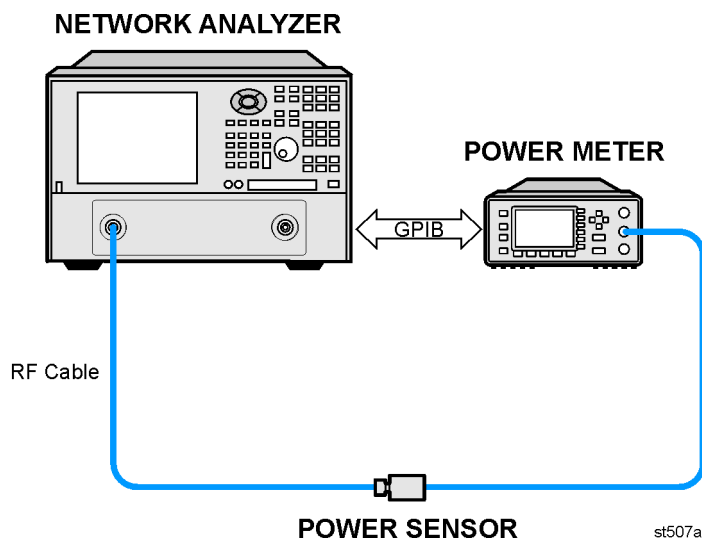 NETWORK ANALYZER
POWER METER
GPIB
RF Cable
POWER SENSOR
st507a